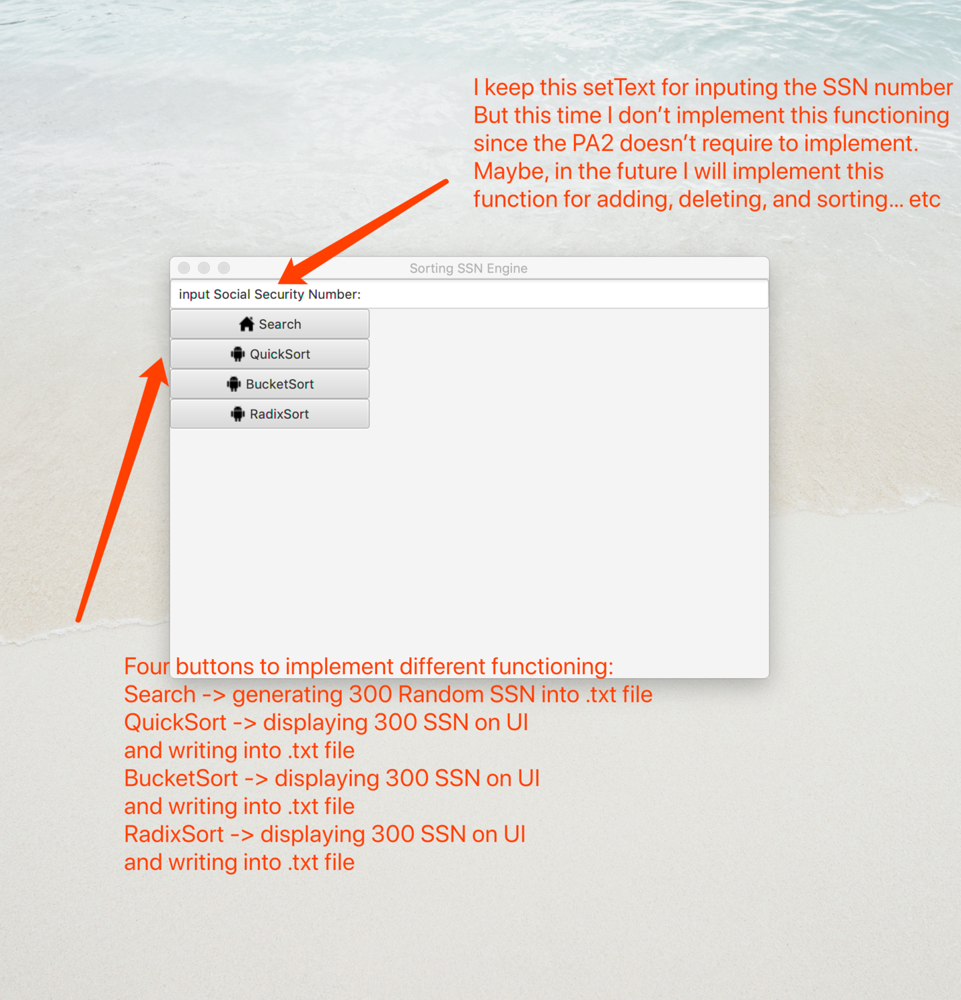 I keep this setText for inputing the SSN number
But this time I don't implement this functioning
since the PA2 doesn't require to implement.
Maybe, in the future I will implement this
function for adding, deleting, and sorting... etc
Sorting SSN Engine
input Social Security Number:
Search
QuickSort
BucketSort
RadixSort
Four buttons to implement different functioning:
Search -> generating 300 Random SSN into .txt file
QuickSort -> displaying 300 SSN on UI
and writing into .txt file
BucketSort -> displaying 300 SSN on UI
and writing into .txt file
RadixSort -> displaying 300 SSN on UI
and writing into .txt file